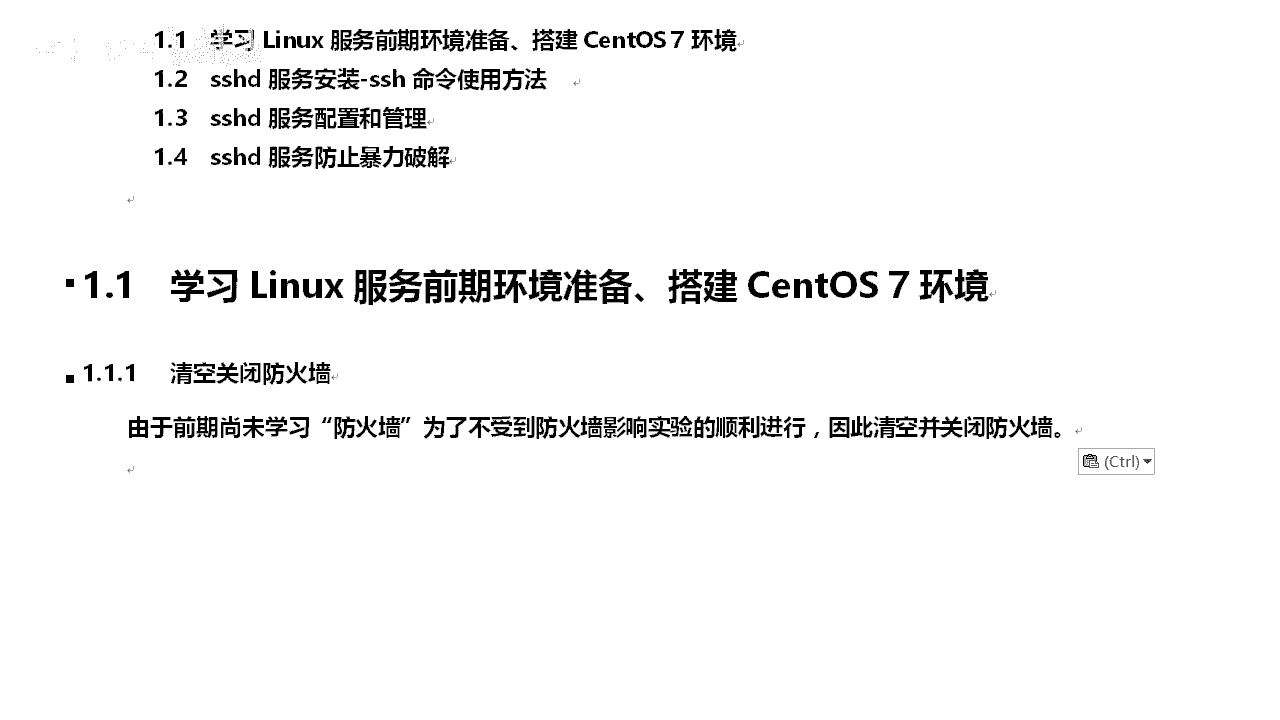 1.1 学习 Linux 服务前期环境准备、搭建 CentOS 7 环境
1.2 sshd 服务安装-ssh 命令使用方法
1.3 sshd 服务配置和管理
1.4 sshd 服务防止暴力破解
1.1 学习 Linux 服务前期环境准备、搭建 CentOS 7 环境
1.1.1 清空关闭防火墙
由于前期尚未学习“防火墙”为了不受到防火墙影响实验的顺利进行，因此清空并关闭防火墙。
(Ctrl)